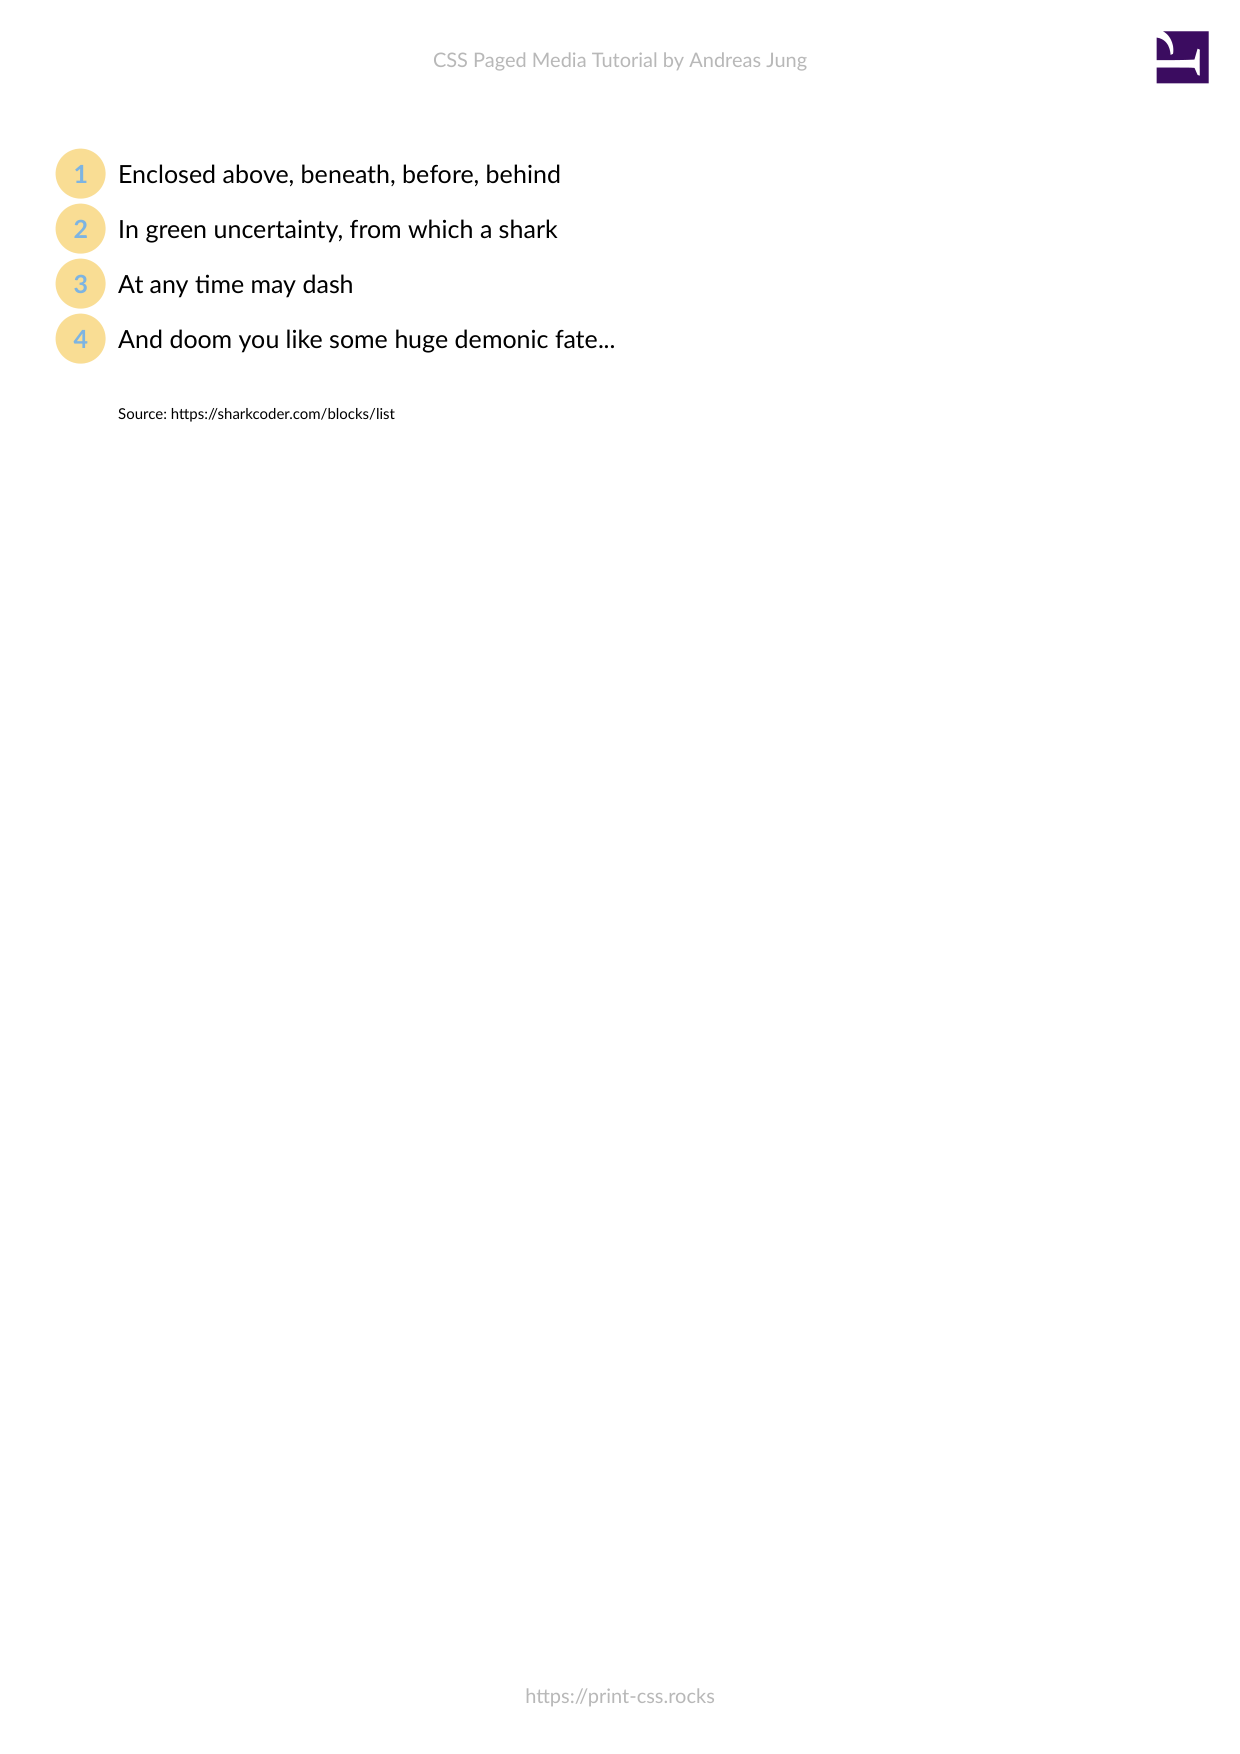 CSS Paged Media Tutorial by Andreas Jung
1 Enclosed above, beneath, before, behind
2 In green uncertainty, from which a shark
3 At any time may dash
4 And doom you like some huge demonic fate...
Source: https://sharkcoder.com/blocks/list
https://print-css.rocks